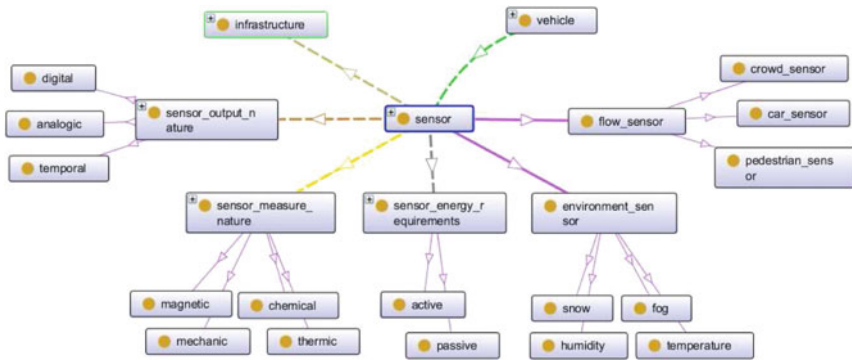 infrastructure
vehicle
digital
analogic
temporal
sensor_output_n
ature
sensor
flow_sensor
crowd_sensor
car_sensor
pedestrian_sens
or
sensor_measure_
nature
sensor_energy_r
equirements
environment_sen
sor
magnetic
chemical
mechanic
thermic
active
passive
snow
fog
humidity
temperature